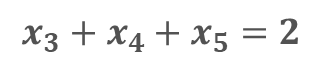 x₃ + x₄ + x₅ = 2